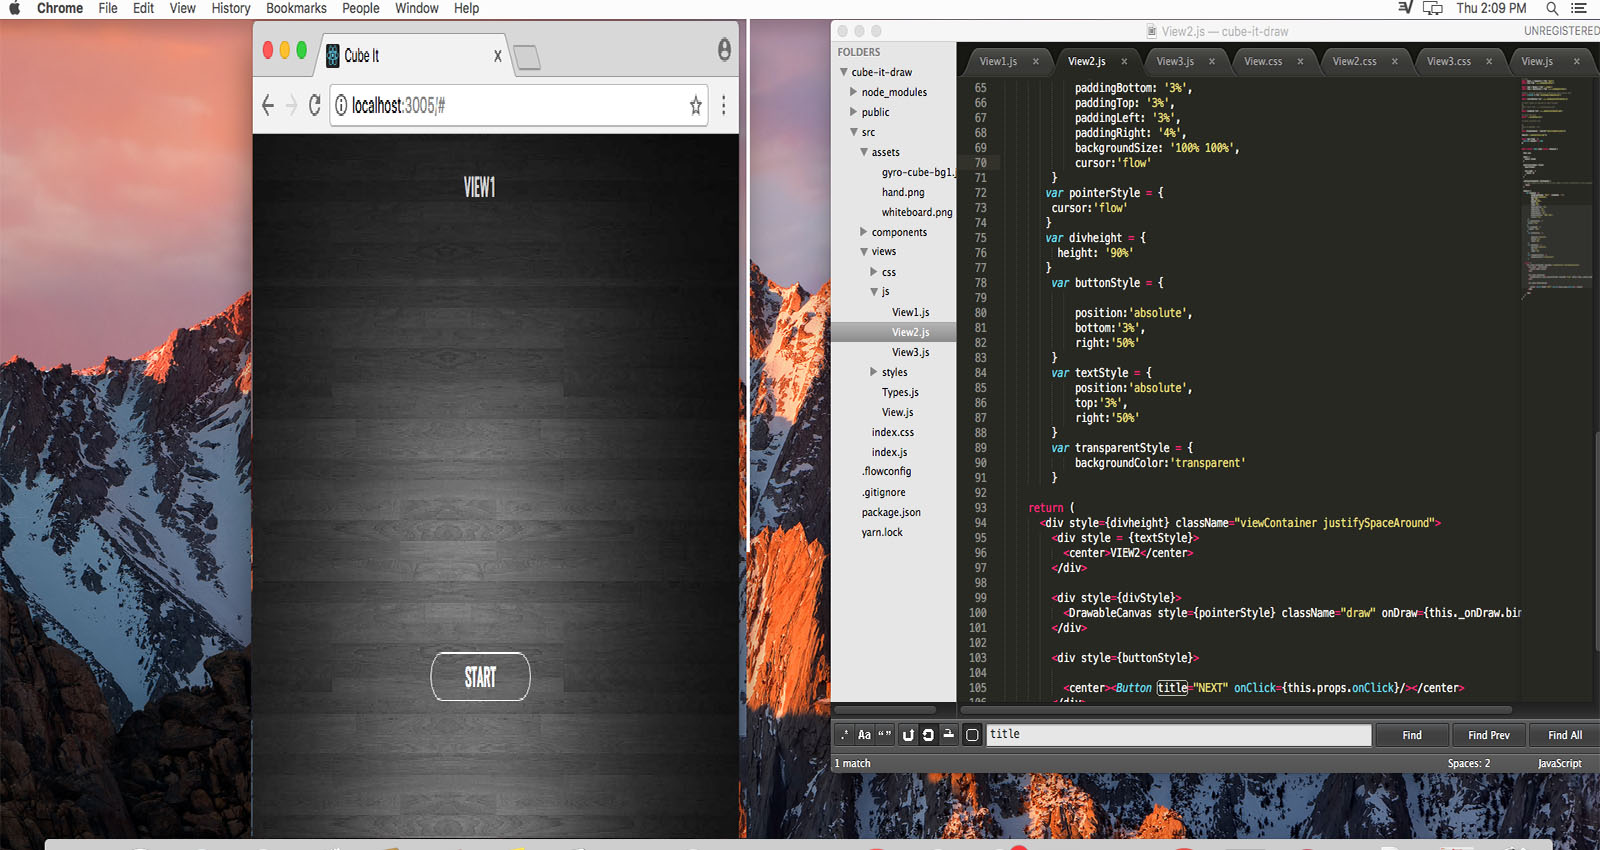 Chrome File Edit View History Bookmarks People Window Help
Thu 2:09 PM
Cube It
localhost:3005/#
VIEW1
START
View2.js — cube-it-draw
UNREGISTERED
FOLDERS
cube-it-draw
node_modules
public
src
assets
gyro-cube-bg1.j
hand.png
whiteboard.png
components
views
css
js
View1.js
View2.js
View3.js
styles
Types.js
View.js
index.css
index.js
.flowconfig
.gitignore
package.json
yarn.lock
View1.js × View2.js × View3.js × View.css × View2.css × View3.css × View.js ×
65 paddingBottom: '3%',
66 paddingTop: '3%',
67 paddingLeft: '3%',
68 paddingRight: '4%',
69 backgroundSize: '100% 100%',
70 cursor:'flow'
71 }
72 var pointerStyle = {
73 cursor:'flow'
74 }
75 var divheight = {
76 height: '90%'
77 }
78 var buttonStyle = {
79
80 position:'absolute',
81 bottom:'3%',
82 right:'50%'
83 }
84 var textStyle = {
85 position:'absolute',
86 top:'3%',
87 right:'50%'
88 }
89 var transparentStyle = {
90 backgroundColor:'transparent'
91 }
92
93 return (
94 <div style={divheight} className="viewContainer justifySpaceAround">
95 <div style = {textStyle}>
96 <center>VIEW2</center>
97 </div>
98
99 <div style={divStyle}>
100 <DrawableCanvas style={pointerStyle} className="draw" onDraw={this._onDraw.bin
101 </div>
102
103 <div style={buttonStyle}>
104
105 <center><Button title="NEXT" onClick={this.props.onClick}/></center>
.* Aa “” title Find Find Prev Find All
1 match
Spaces: 2 JavaScript